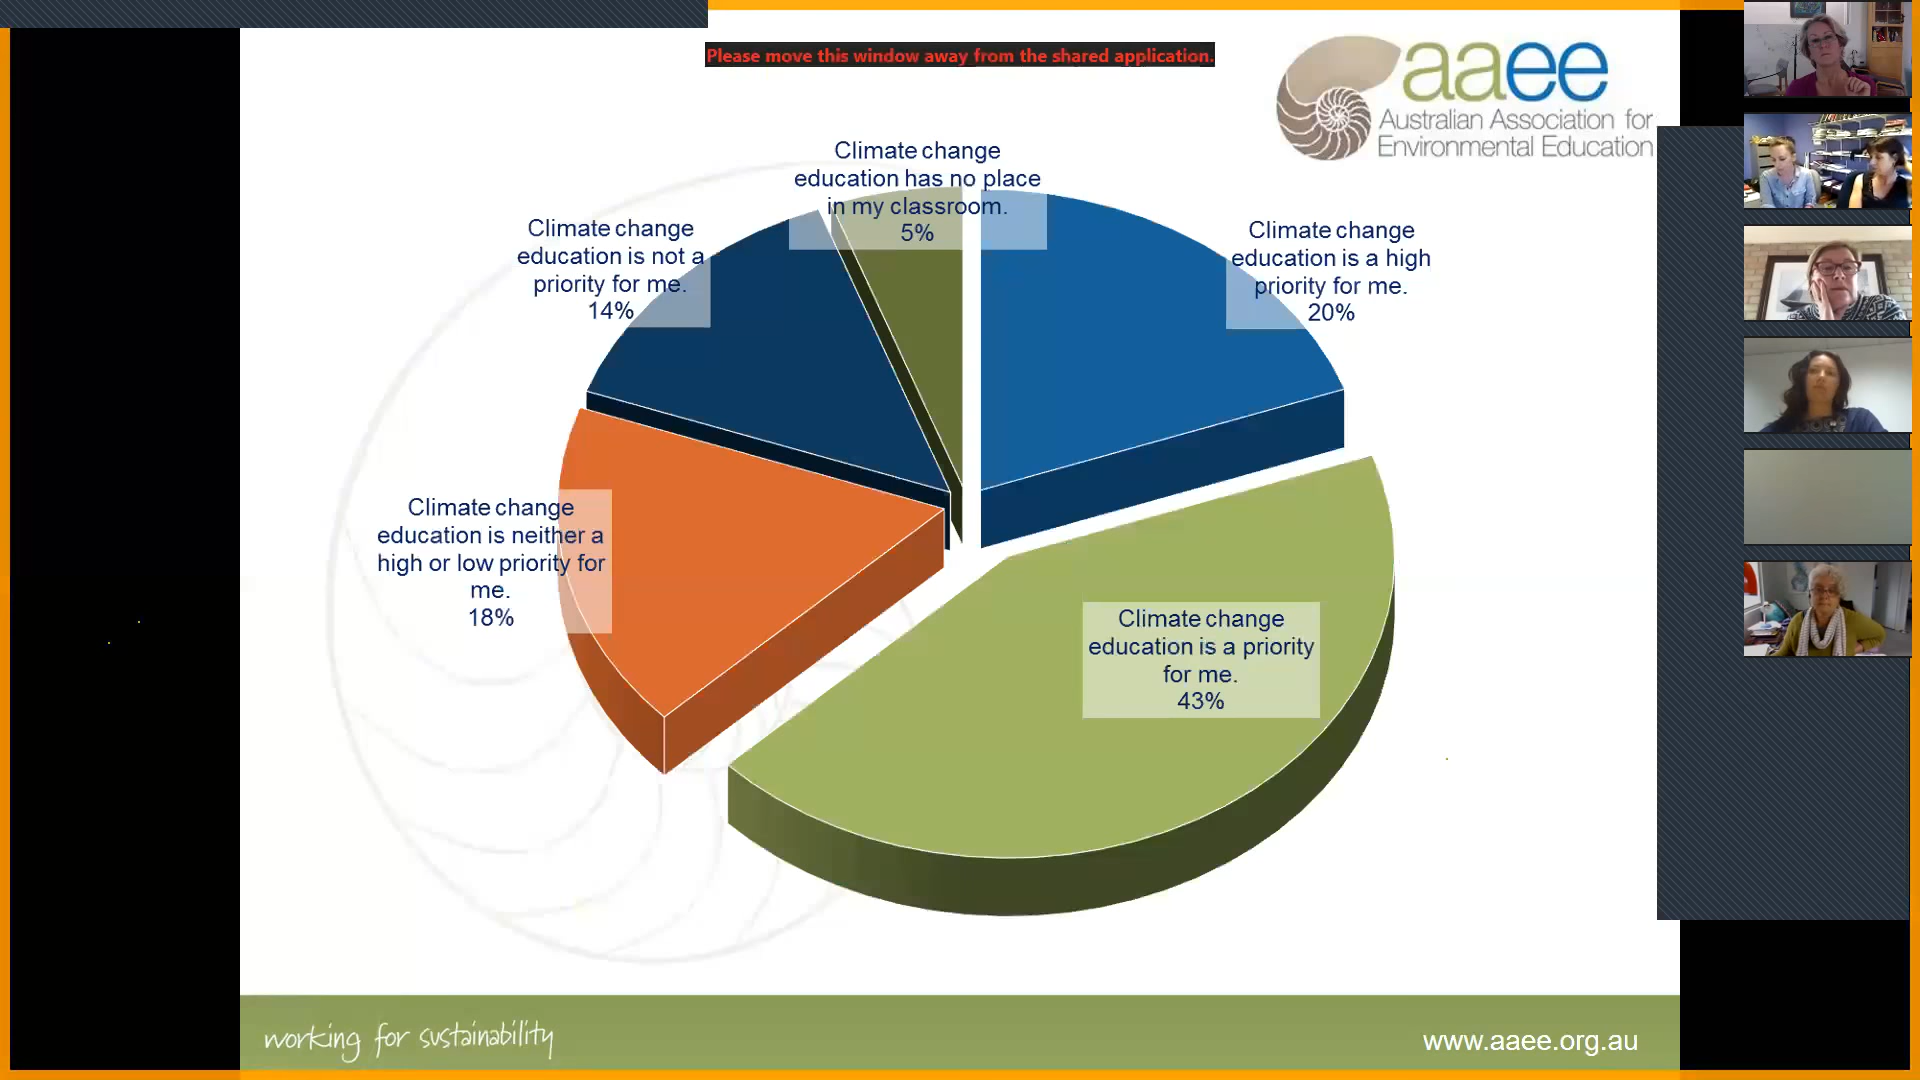 Please move this window away from the shared application.
aaee
Australian Association for
Environmental Education
Climate change
education has no place
in my classroom.
5%
Climate change
education is not a
priority for me.
14%
Climate change
education is a high
priority for me.
20%
Climate change
education is neither a
high or low priority for
me.
18%
Climate change
education is a priority
for me.
43%
working for sustainability
www.aaee.org.au